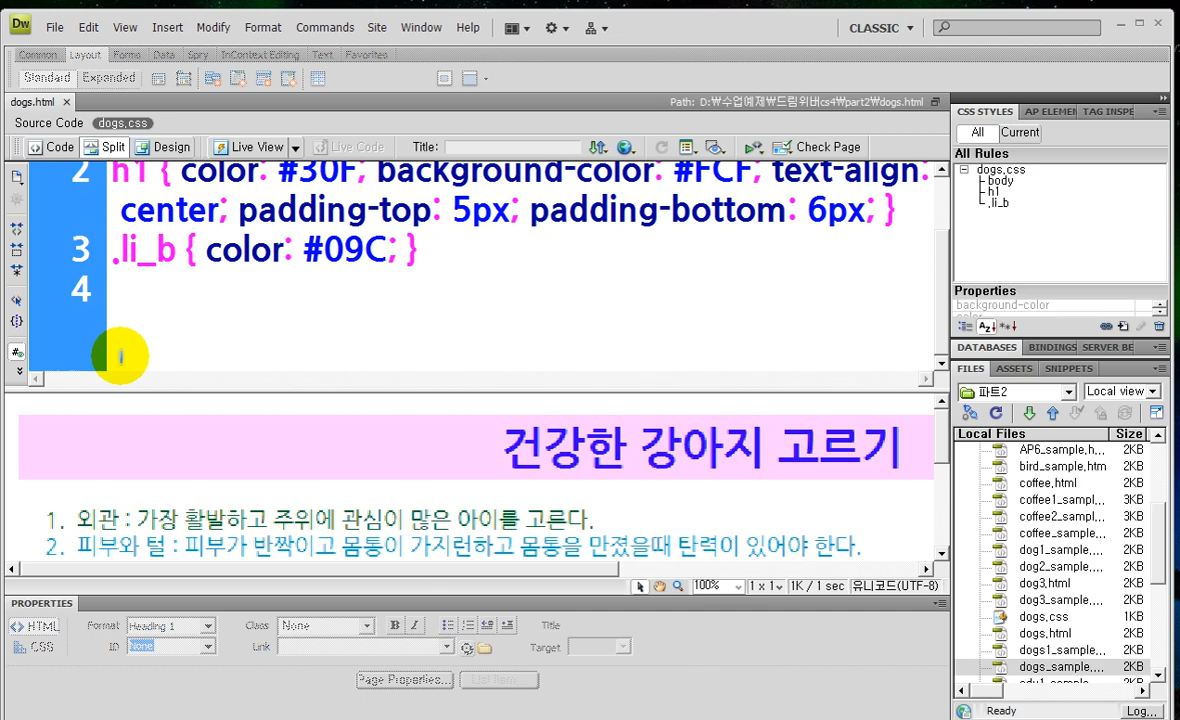 Dw File Edit View Insert Modify Format Commands Site Window Help CLASSIC
Common Layout Forms Data Spry InContext Editing Text Favorites
Standard Expanded
dogs.html × Path: D:₩수업예제₩드림위버cs4₩part2₩dogs.html
Source Code dogs.css
Code Split Design Live View Live Code Title: Check Page
2 h1 { color: #30F; background-color: #FCF; text-align:
center; padding-top: 5px; padding-bottom: 6px; }
3 .li_b { color: #09C; }
4
건강한 강아지 고르기
1. 외관 : 가장 활발하고 주위에 관심이 많은 아이를 고른다.
2. 피부와 털 : 피부가 반짝이고 몸통이 가지런하고 몸통을 만졌을때 탄력이 있어야 한다.
100% 1 x 1 1K / 1 sec 유니코드(UTF-8)
PROPERTIES
HTML Format Heading 1 Class None B I Title
CSS ID None Link Target
Page Properties... List Item...
CSS STYLES AP ELEMEN TAG INSPE
All Current
All Rules
dogs.css
body
h1
.li_b
Properties
background-color
color
DATABASES BINDINGS SERVER BE
FILES ASSETS SNIPPETS
파트2 Local view
Local Files Size
AP6_sample.h... 2KB
bird_sample.htm 2KB
coffee.html 2KB
coffee1_sampl... 3KB
coffee2_sampl... 3KB
coffee_sample... 2KB
dog1_sample.... 2KB
dog2_sample.... 2KB
dog3.html 2KB
dog3_sample.... 2KB
dogs.css 1KB
dogs.html 2KB
dogs1_sample.... 2KB
dogs_sample.... 2KB
edu1_sampl... 2KB
Ready Log...